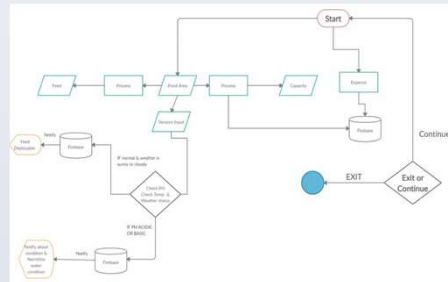 Start
Feed
Process
Pond Area
Process
Capacity
Expense
Sensors Input
Firebase
Continue
Notify
Feed
Firebase
If normal & weather is
sunny or cloudy
Check PH
Check Temp &
Weather status
EXIT
Exit or
Continue
IF PH ACIDIC
OR BASIC
Notify about
condition &
Neutralize
water
condition
Notify
Firebase